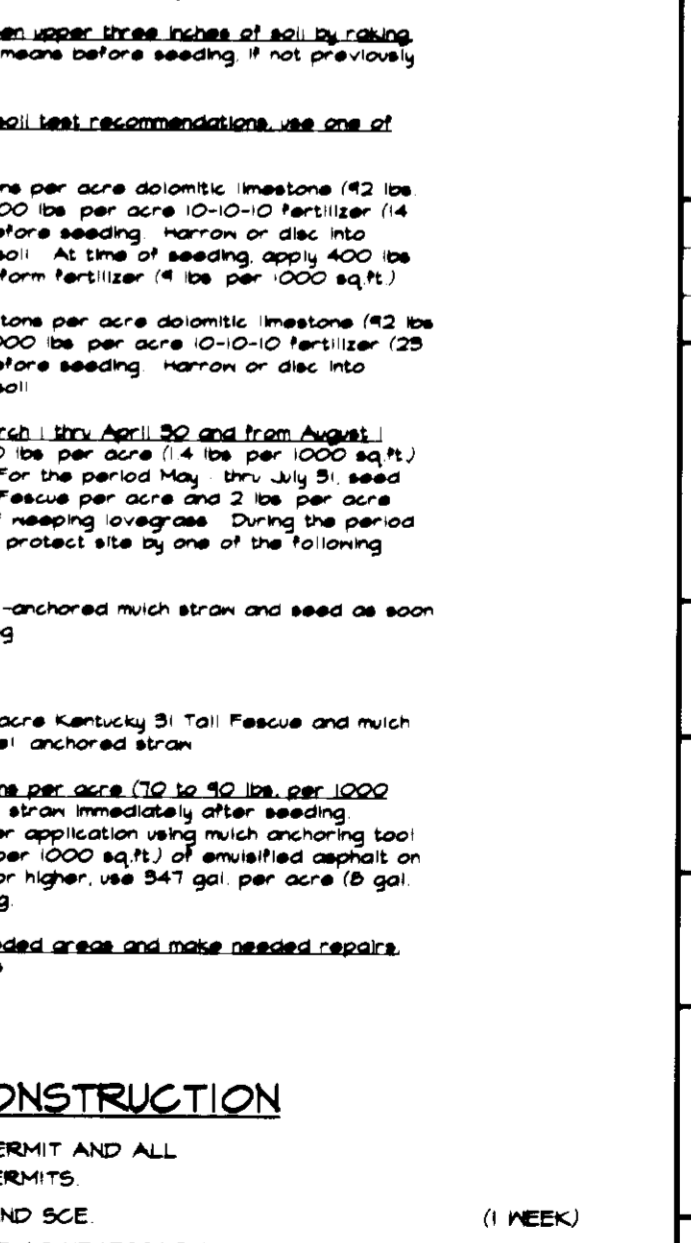 en upper three inches of soil by raking,
means before seeding, if not previously
soil test recommendations, use one of
ns per acre dolomitic limestone (92 lbs.
00 lbs per acre 10-10-10 fertilizer (14
efore seeding. Harrow or disc into
soil. At time of seeding, apply 400 lbs
form fertilizer (9 lbs per 1000 sq.ft.)
tons per acre dolomitic limestone (92 lbs
000 lbs per acre 10-10-10 fertilizer (23
efore seeding. Harrow or disc into
soil
rch 1 thru April 30 and from August 1
0 lbs per acre (1.4 lbs per 1000 sq.ft.)
For the period May thru July 31, seed
Fescue per acre and 2 lbs per acre
weeping lovegrass During the period
protect site by one of the following
-anchored mulch straw and seed as soon
g
acre Kentucky 31 Tall Fescue and mulch
anchored straw
ns per acre (70 to 90 lbs. per 1000
straw immediately after seeding.
er application using mulch anchoring tool
per 1000 sq.ft.) of emulsified asphalt on
or higher, use 347 gal. per acre (8 gal.
g.
eded areas and make needed repairs,
ONSTRUCTION
ERMIT AND ALL
ERMITS.
ND SCE. (1 WEEK)